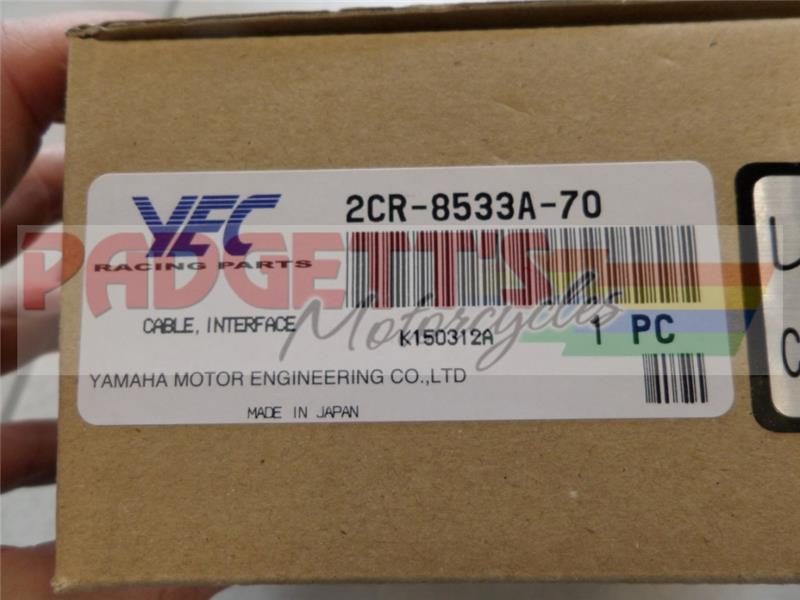 YEC
RACING PARTS
2CR-8533A-70
CABLE, INTERFACE
K150312A
1 PC
YAMAHA MOTOR ENGINEERING CO.,LTD
MADE IN JAPAN
PADGETT'S
Motorcycles